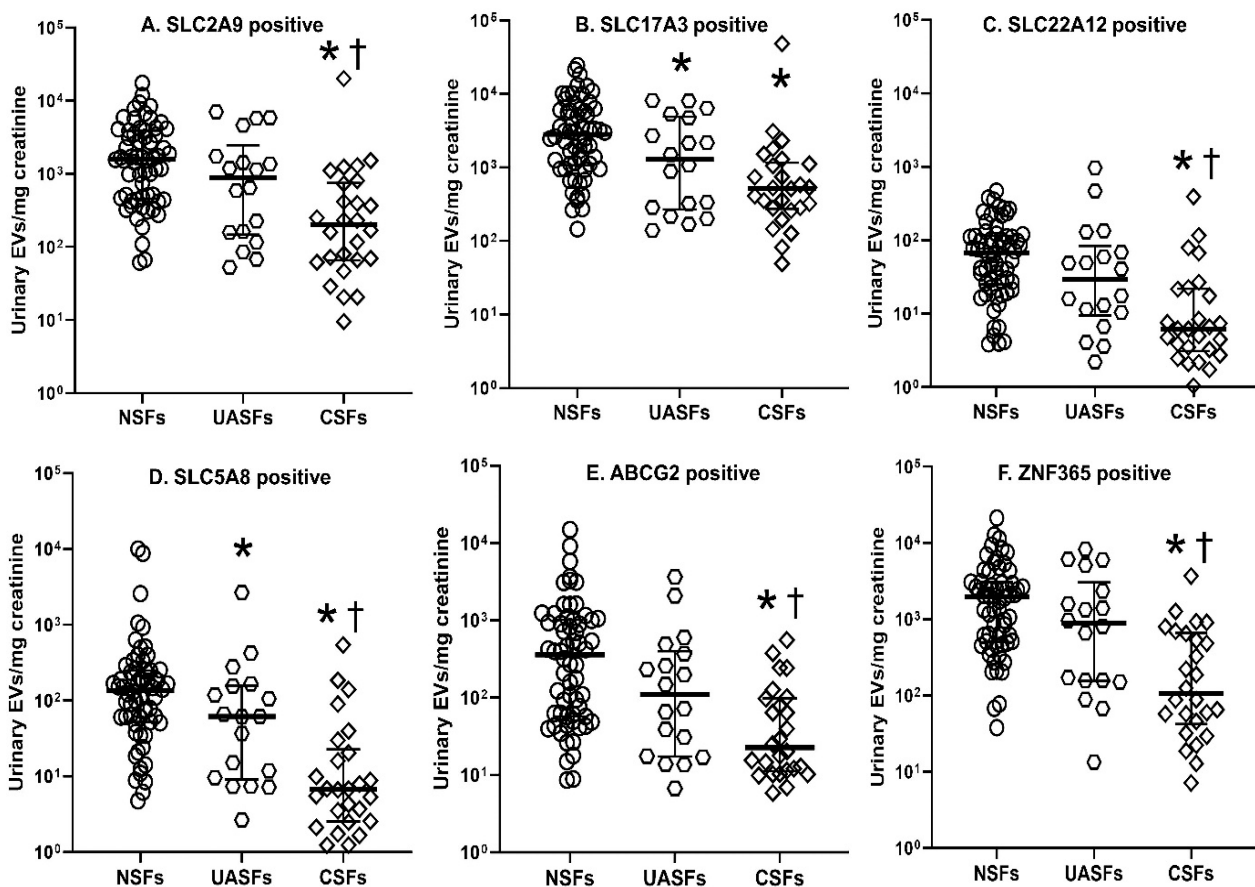 A. SLC2A9 positive
B. SLC17A3 positive
C. SLC22A12 positive
Urinary EVs/mg creatinine
10⁵
10⁴
10³
10²
10¹
10⁰
* †
NSFs UASFs CSFs
Urinary EVs/mg creatinine
10⁵
10⁴
10³
10²
10¹
10⁰
* *
NSFs UASFs CSFs
Urinary EVs/mg creatinine
10⁵
10⁴
10³
10²
10¹
10⁰
* †
NSFs UASFs CSFs
D. SLC5A8 positive
E. ABCG2 positive
F. ZNF365 positive
Urinary EVs/mg creatinine
10⁵
10⁴
10³
10²
10¹
10⁰
* * †
NSFs UASFs CSFs
Urinary EVs/mg creatinine
10⁵
10⁴
10³
10²
10¹
10⁰
* †
NSFs UASFs CSFs
Urinary EVs/mg creatinine
10⁵
10⁴
10³
10²
10¹
10⁰
* †
NSFs UASFs CSFs